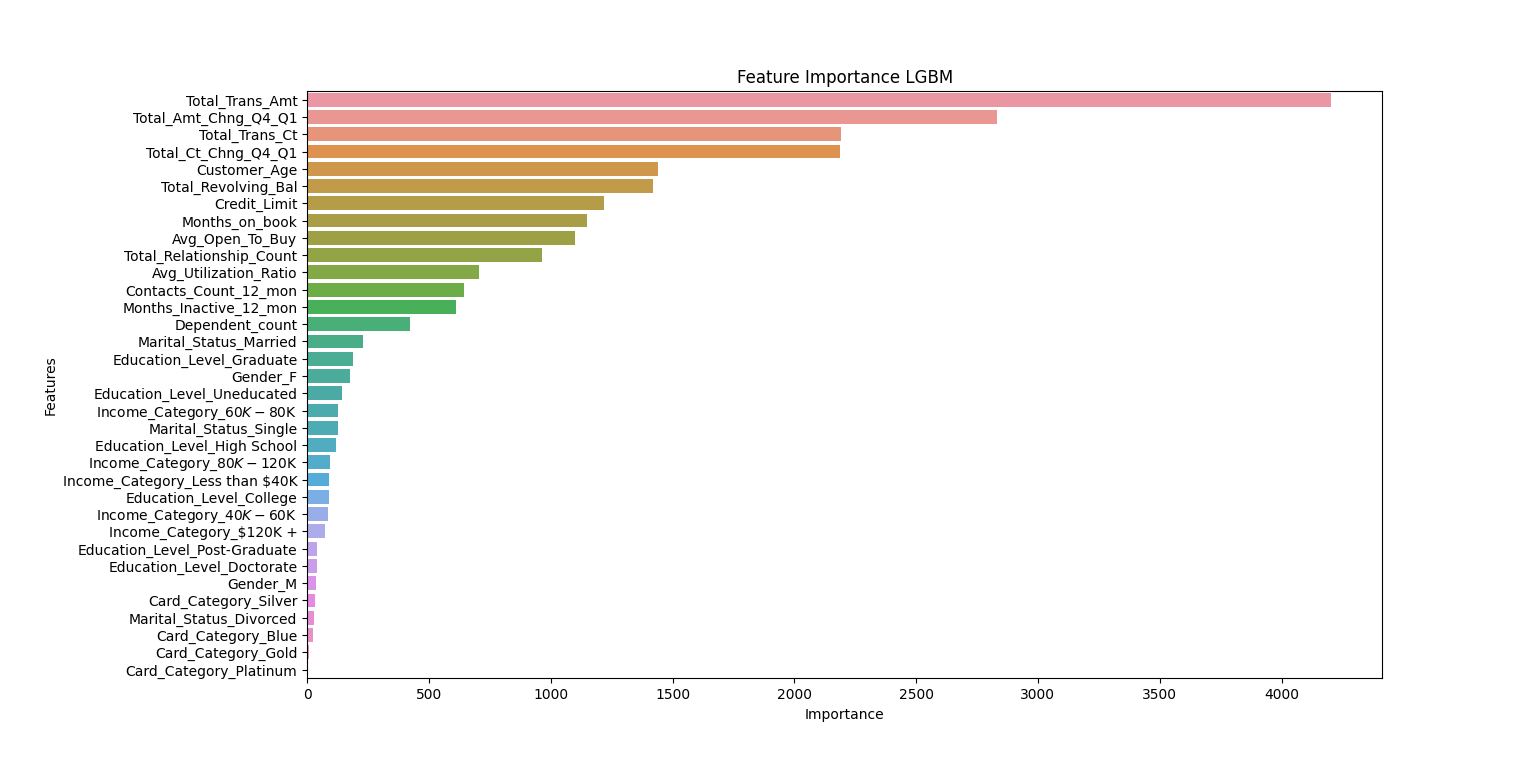 Feature Importance LGBM
Total_Trans_Amt
Total_Amt_Chng_Q4_Q1
Total_Trans_Ct
Total_Ct_Chng_Q4_Q1
Customer_Age
Total_Revolving_Bal
Credit_Limit
Months_on_book
Avg_Open_To_Buy
Total_Relationship_Count
Avg_Utilization_Ratio
Contacts_Count_12_mon
Months_Inactive_12_mon
Dependent_count
Marital_Status_Married
Education_Level_Graduate
Gender_F
Education_Level_Uneducated
Income_Category_60K − 80K
Marital_Status_Single
Education_Level_High School
Income_Category_80K − 120K
Income_Category_Less than $40K
Education_Level_College
Income_Category_40K − 60K
Income_Category_$120K +
Education_Level_Post-Graduate
Education_Level_Doctorate
Gender_M
Card_Category_Silver
Marital_Status_Divorced
Card_Category_Blue
Card_Category_Gold
Card_Category_Platinum
Features
0 500 1000 1500 2000 2500 3000 3500 4000
Importance